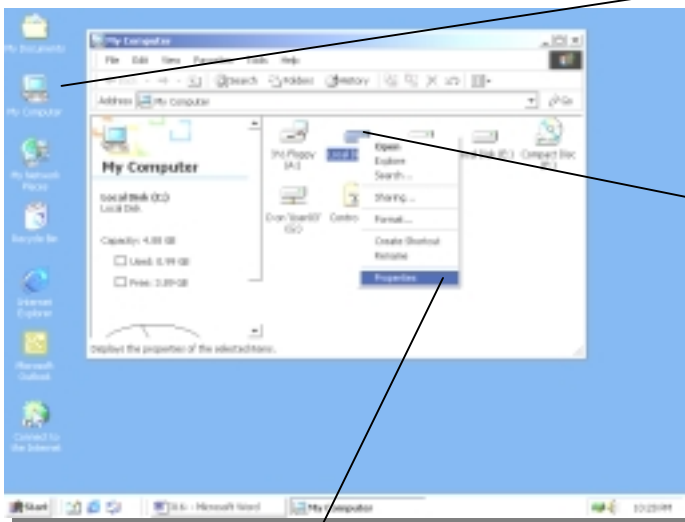 My Documents
My Computer
My Network
Places
Recycle Bin
Internet
Explorer
Microsoft
Outlook
Connect to
the Internet
My Computer
File Edit View Favorites Tools Help
Search Folders History
Address My Computer Go
My Computer
Local Disk (C:)
Local Disk
Capacity:
Used: 0.99 GB
Free: 3.89 GB
3½ Floppy
(A:)
Compact Disc
Open
Explore
Search...
Sharing...
Format...
Create Shortcut
Rename
Properties
Displays the properties of the selected items.
Start
Microsoft Word
My Computer